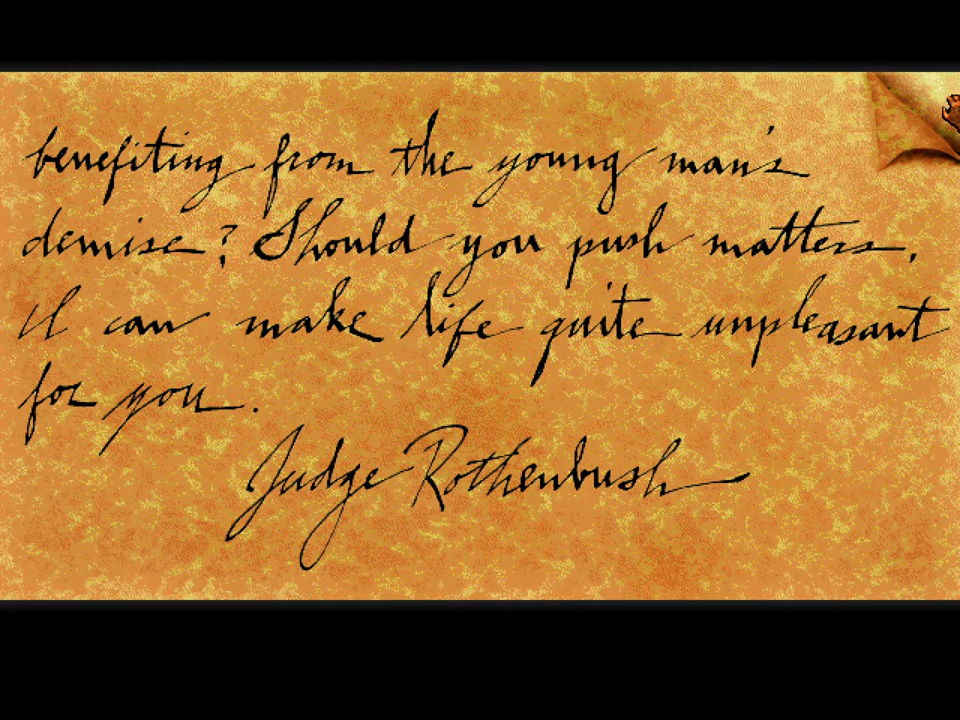 benefiting from the young man's
demise? Should you push matters,
I can make life quite unpleasant
for you.
Judge Rothenbush